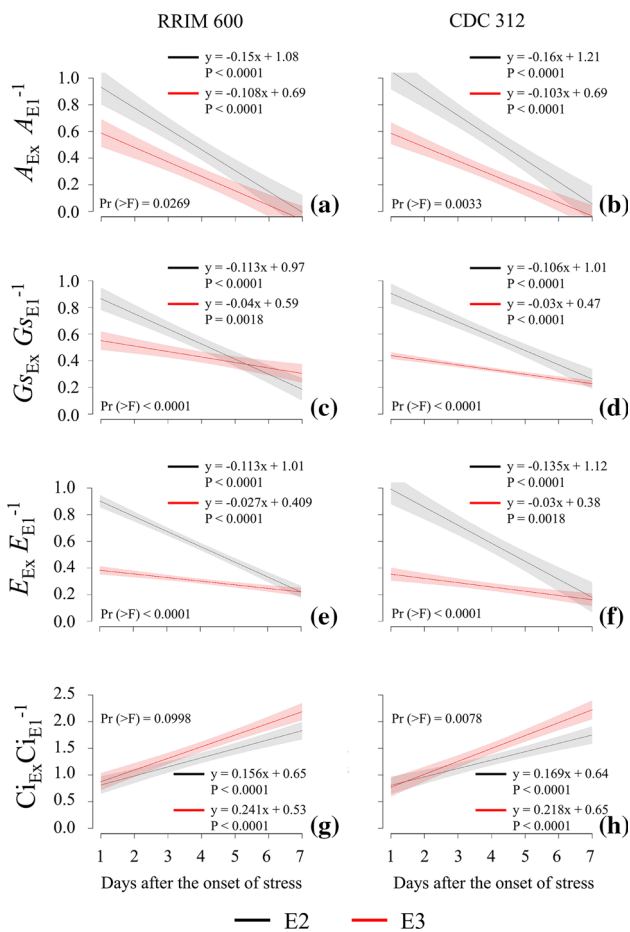 RRIM 600
CDC 312
A_Ex A_E1^-1
y = -0.15x + 1.08
P < 0.0001
y = -0.108x + 0.69
P < 0.0001
1.0
0.8
0.6
0.4
0.2
0.0
Pr (>F) = 0.0269
(a)
y = -0.16x + 1.21
P < 0.0001
y = -0.103x + 0.69
P < 0.0001
Pr (>F) = 0.0033
(b)
Gs_Ex Gs_E1^-1
y = -0.113x + 0.97
P < 0.0001
y = -0.04x + 0.59
P = 0.0018
1.0
0.8
0.6
0.4
0.2
0.0
Pr (>F) < 0.0001
(c)
y = -0.106x + 1.01
P < 0.0001
y = -0.03x + 0.47
P < 0.0001
Pr (>F) < 0.0001
(d)
E_Ex E_E1^-1
y = -0.113x + 1.01
P < 0.0001
y = -0.027x + 0.409
P < 0.0001
1.0
0.8
0.6
0.4
0.2
0.0
Pr (>F) < 0.0001
(e)
y = -0.135x + 1.12
P < 0.0001
y = -0.03x + 0.38
P = 0.0018
Pr (>F) < 0.0001
(f)
Ci_Ex Ci_E1^-1
2.5
2.0
1.5
1.0
0.5
0.0
Pr (>F) = 0.0998
y = 0.156x + 0.65
P < 0.0001
y = 0.241x + 0.53
P < 0.0001
(g)
Pr (>F) = 0.0078
y = 0.169x + 0.64
P < 0.0001
y = 0.218x + 0.65
P < 0.0001
(h)
1 2 3 4 5 6 7
1 2 3 4 5 6 7
Days after the onset of stress
Days after the onset of stress
E2
E3